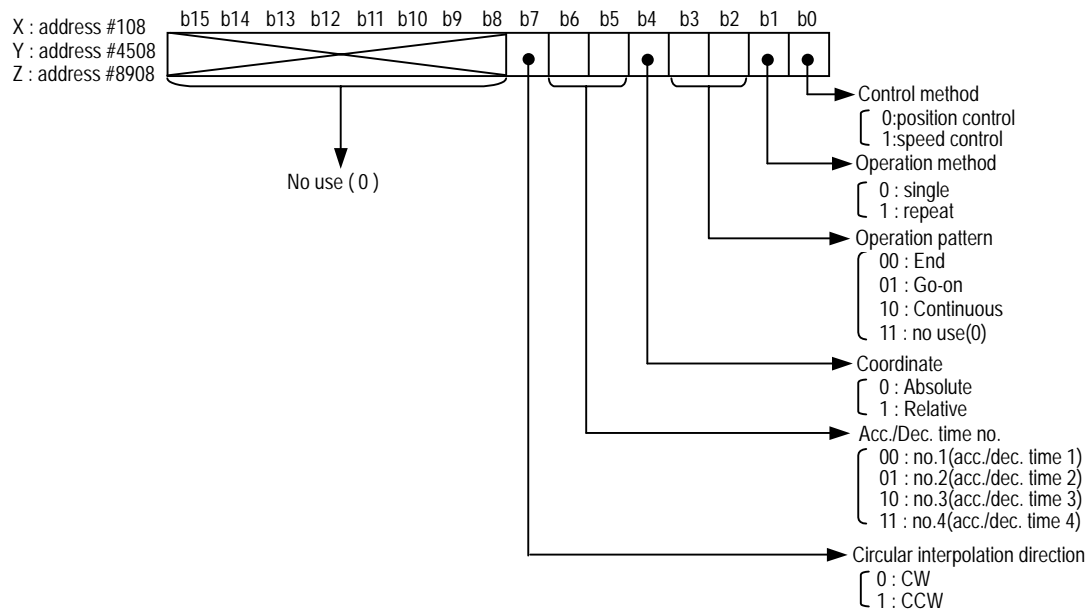 X : address #108
Y : address #4508
Z : address #8908
b15 b14 b13 b12 b11 b10 b9 b8 b7 b6 b5 b4 b3 b2 b1 b0
No use ( 0 )
Control method
0:position control
1:speed control
Operation method
0 : single
1 : repeat
Operation pattern
00 : End
01 : Go-on
10 : Continuous
11 : no use(0)
Coordinate
0 : Absolute
1 : Relative
Acc./Dec. time no.
00 : no.1(acc./dec. time 1)
01 : no.2(acc./dec. time 2)
10 : no.3(acc./dec. time 3)
11 : no.4(acc./dec. time 4)
Circular interpolation direction
0 : CW
1 : CCW